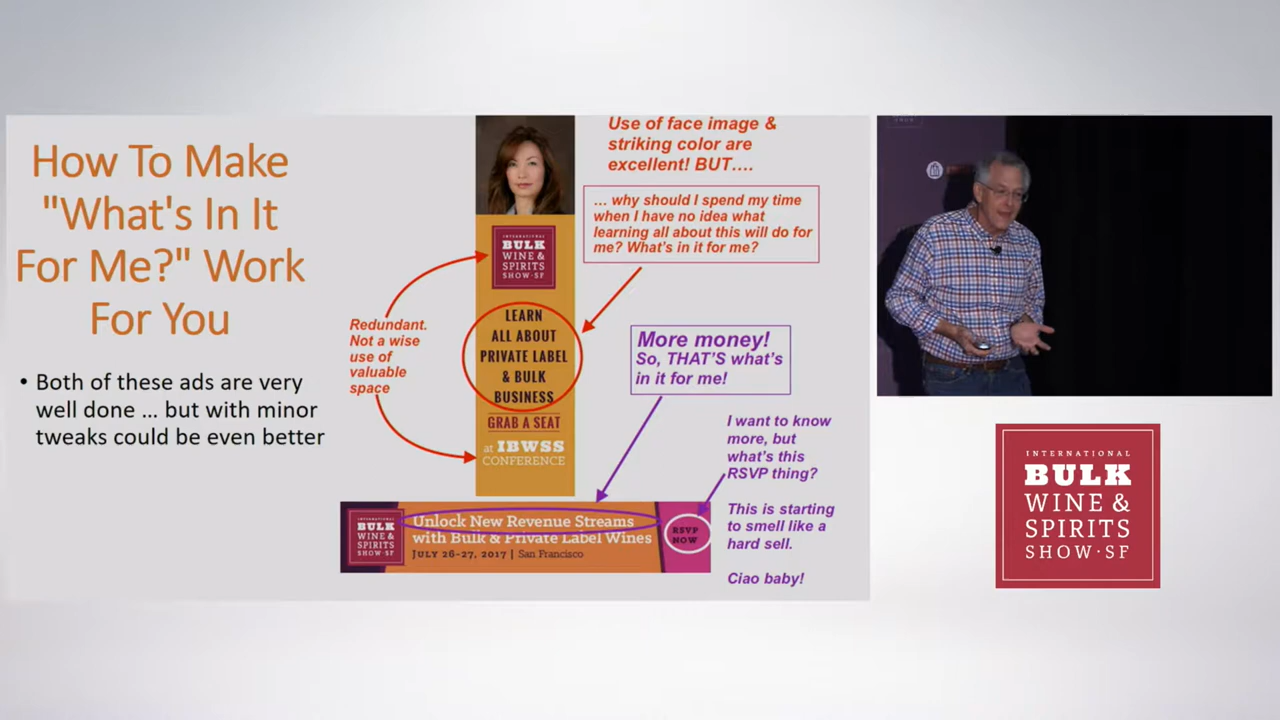 How To Make
"What's In It
For Me?" Work
For You
• Both of these ads are very
well done ... but with minor
tweaks could be even better
Use of face image &
striking color are
excellent! BUT....
... why should I spend my time
when I have no idea what
learning all about this will do for
me? What's in it for me?
INTERNATIONAL
BULK
WINE &
SPIRITS
SHOW·SF
LEARN
ALL ABOUT
PRIVATE LABEL
& BULK
BUSINESS
GRAB A SEAT
at IBWSS
CONFERENCE
Redundant.
Not a wise
use of
valuable
space
More money!
So, THAT'S what's
in it for me!
I want to know
more, but
what's this
RSVP thing?
This is starting
to smell like a
hard sell.
Ciao baby!
INTERNATIONAL
BULK
WINE &
SPIRITS
SHOW·SF
Unlock New Revenue Streams
with Bulk & Private Label Wines
JULY 26-27, 2017 | San Francisco
RSVP
NOW
INTERNATIONAL
BULK
WINE &
SPIRITS
SHOW·SF